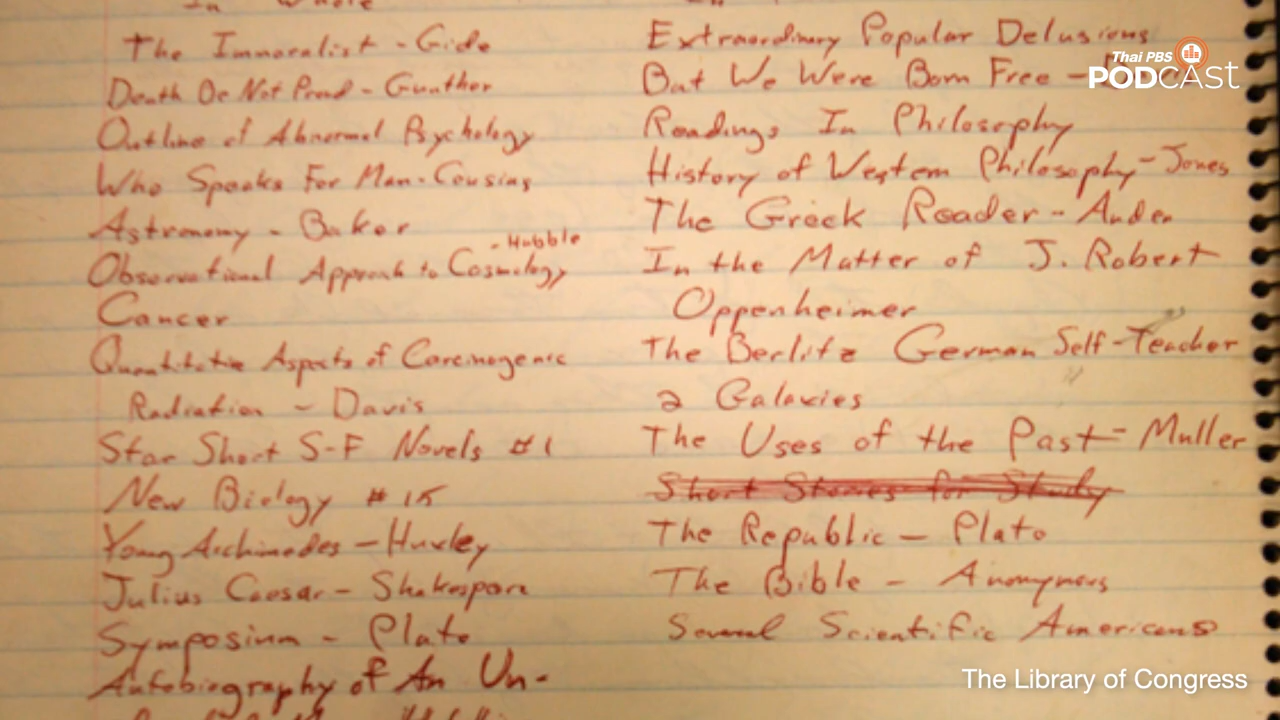 In Whole
The Immoralist - Gide
Death Be Not Proud - Gunther
Outline of Abnormal Psychology
Who Speaks For Man - Cousins
Astronomy - Baker
- Hubble
Observational Approach to Cosmology
Cancer
Quantitative Aspects of Carcinogenic
Radiation - Davis
Star Short S-F Novels #1
New Biology #15
Young Archimedes - Huxley
Julius Caesar - Shakespare
Symposium - Plato
Autobiography of An Un-
Extraordinary Popular Delusions
But We Were Born Free -
Readings In Philosophy
History of Western Philosophy - Jones
The Greek Reader - Auden
In the Matter of J. Robert
Oppenheimer
The Berlitz German Self-Teacher
2 Galaxies
The Uses of the Past - Muller
Short Stories for Study
The Republic - Plato
The Bible - Anonymous
Several Scientific Americans
Thai PBS
PODCAST
The Library of Congress